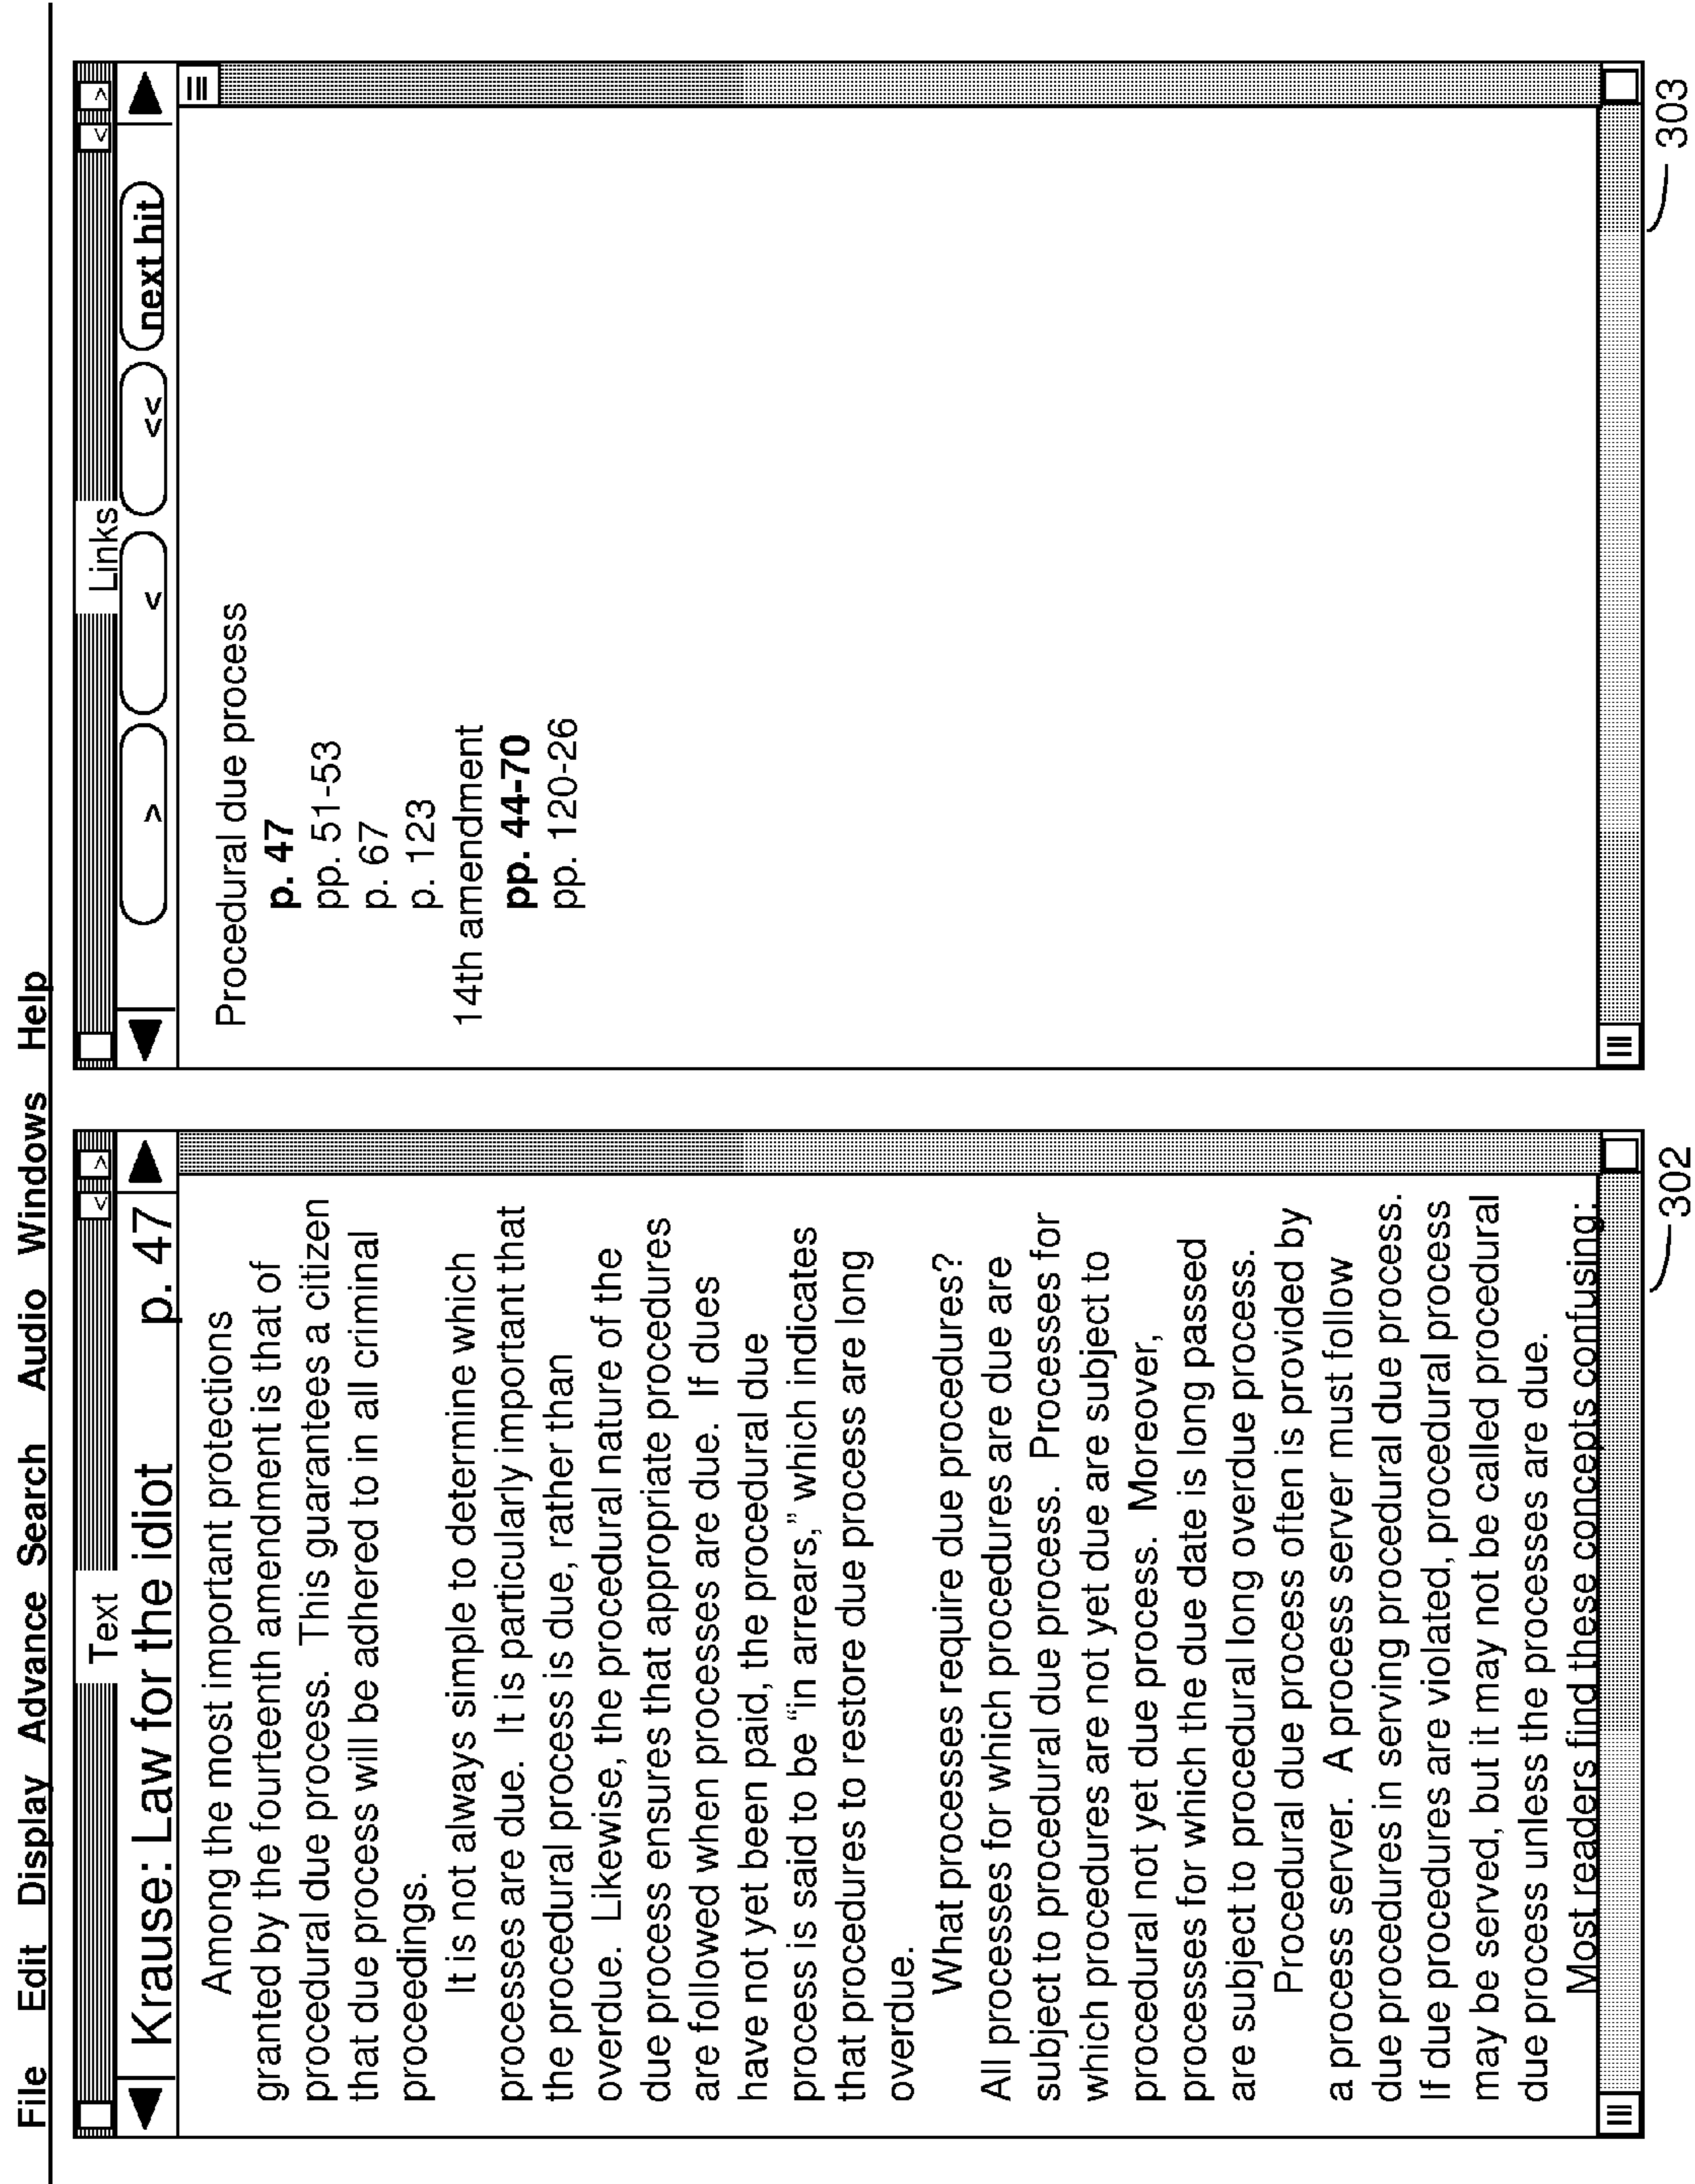 File Edit Display Advance Search Audio Windows Help
Text
< >
Krause: Law for the idiot p. 47
Among the most important protections
granted by the fourteenth amendment is that of
procedural due process. This guarantees a citizen
that due process will be adhered to in all criminal
proceedings.
It is not always simple to determine which
processes are due. It is particularly important that
the procedural process is due, rather than
overdue. Likewise, the procedural nature of the
due process ensures that appropriate procedures
are followed when processes are due. If dues
have not yet been paid, the procedural due
process is said to be “in arrears,” which indicates
that procedures to restore due process are long
overdue.
What processes require due procedures?
All processes for which procedures are due are
subject to procedural due process. Processes for
which procedures are not yet due are subject to
procedural not yet due process. Moreover,
processes for which the due date is long passed
are subject to procedural long overdue process.
Procedural due process often is provided by
a process server. A process server must follow
due procedures in serving procedural due process.
If due procedures are violated, procedural process
may be served, but it may not be called procedural
due process unless the processes are due.
Most readers find these concepts confusing:
302
Links
< >
> < << next hit
Procedural due process
p. 47
pp. 51-53
p. 67
p. 123
14th amendment
pp. 44-70
pp. 120-26
303